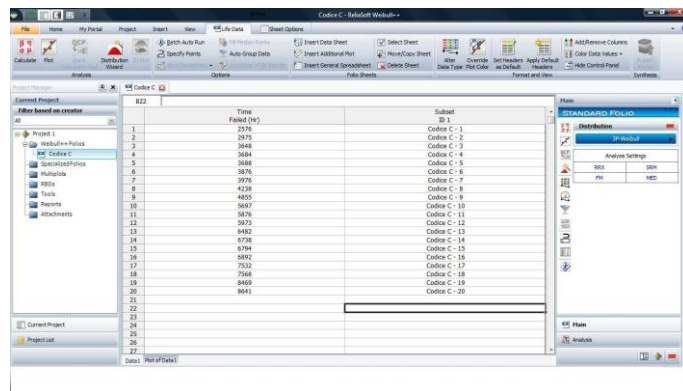 Codice C - ReliaSoft Weibull++
File Home My Portal Project Insert View Life Data Sheet Options
Calculate Plot QCP Distribution Wizard
Batch Auto Run
Specify Points
Auto Group Data
Insert Data Sheet
Insert Additional Plot
Insert General Spreadsheet
Select Sheet
Move/Copy Sheet
Delete Sheet
Alter Data Type
Override Plot Color
Set Headers as Default
Apply Default Headers
Add/Remove Columns
Color Data Values
Hide Control Panel
Analysis Options Folio Sheets Format and View Synthesis
Project Manager
Current Project
Filter based on creator
All
Project 1
Weibull++ Folios
Codice C
Specialized Folios
Multiplots
RBDs
Tools
Reports
Attachments
Current Project
Project List
Codice C
B22
Time Subset
Failed (Hr) ID 1
1 2576 Codice C - 1
2 2975 Codice C - 2
3 3648 Codice C - 3
4 3684 Codice C - 4
5 3688 Codice C - 5
6 3876 Codice C - 6
7 3976 Codice C - 7
8 4238 Codice C - 8
9 4855 Codice C - 9
10 5697 Codice C - 10
11 5876 Codice C - 11
12 5973 Codice C - 12
13 6482 Codice C - 13
14 6738 Codice C - 14
15 6794 Codice C - 15
16 6892 Codice C - 16
17 7532 Codice C - 17
18 7568 Codice C - 18
19 8469 Codice C - 19
20 8641 Codice C - 20
21
22
23
24
25
26
27
Data1 Plot of Data1
Main
STANDARD FOLIO
Distribution
Analysis Settings
RRX SRM
FM MED
Main
Analysis